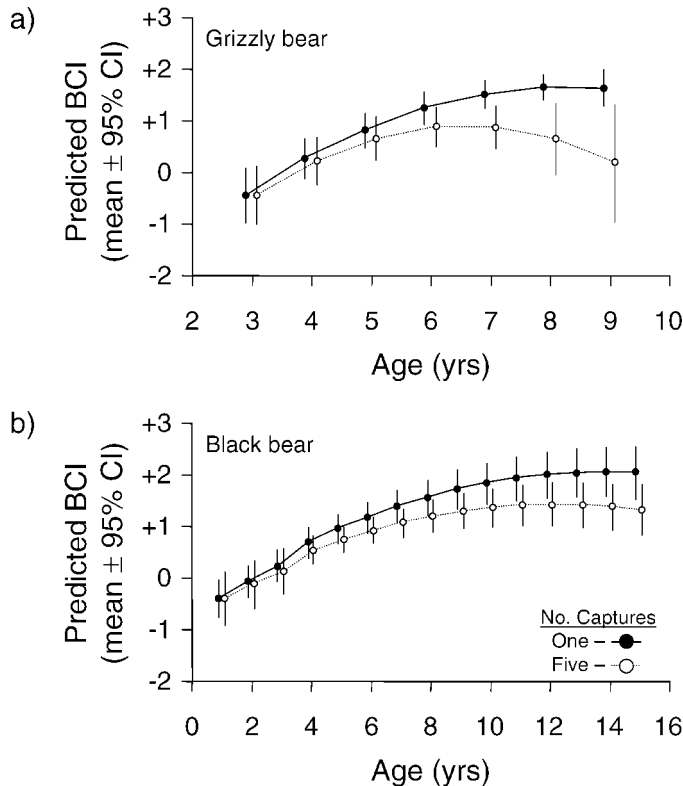 a)
Grizzly bear
Predicted BCI
(mean ± 95% CI)
+3
+2
+1
0
-1
-2
2 3 4 5 6 7 8 9 10
Age (yrs)
b)
Black bear
Predicted BCI
(mean ± 95% CI)
+3
+2
+1
0
-1
-2
No. Captures
One
Five
0 2 4 6 8 10 12 14 16
Age (yrs)